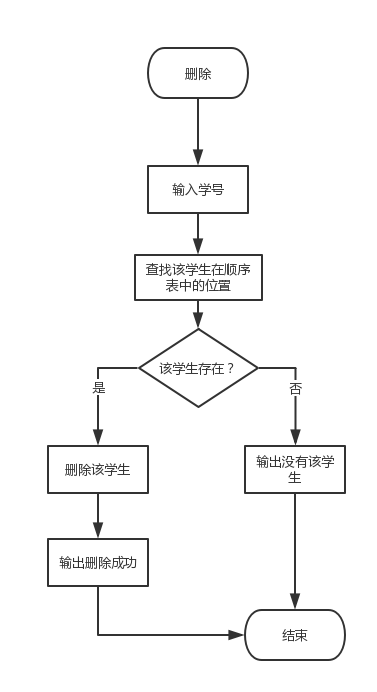 删除
输入学号
查找该学生在顺序
表中的位置
该学生存在？
是
否
删除该学生
输出没有该学
生
输出删除成功
结束